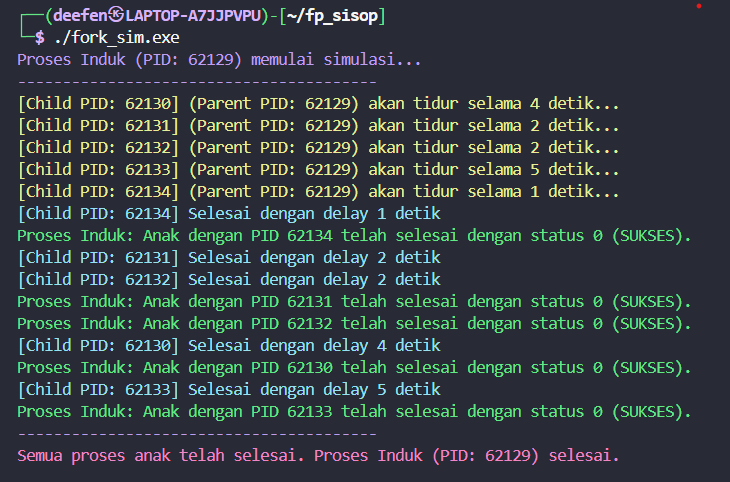 ┌──(deefen㉿LAPTOP-A7JJPVPU)-[~/fp_sisop]
└─$ ./fork_sim.exe
Proses Induk (PID: 62129) memulai simulasi...
----------------------------------------
[Child PID: 62130] (Parent PID: 62129) akan tidur selama 4 detik...
[Child PID: 62131] (Parent PID: 62129) akan tidur selama 2 detik...
[Child PID: 62132] (Parent PID: 62129) akan tidur selama 2 detik...
[Child PID: 62133] (Parent PID: 62129) akan tidur selama 5 detik...
[Child PID: 62134] (Parent PID: 62129) akan tidur selama 1 detik...
[Child PID: 62134] Selesai dengan delay 1 detik
Proses Induk: Anak dengan PID 62134 telah selesai dengan status 0 (SUKSES).
[Child PID: 62131] Selesai dengan delay 2 detik
[Child PID: 62132] Selesai dengan delay 2 detik
Proses Induk: Anak dengan PID 62131 telah selesai dengan status 0 (SUKSES).
Proses Induk: Anak dengan PID 62132 telah selesai dengan status 0 (SUKSES).
[Child PID: 62130] Selesai dengan delay 4 detik
Proses Induk: Anak dengan PID 62130 telah selesai dengan status 0 (SUKSES).
[Child PID: 62133] Selesai dengan delay 5 detik
Proses Induk: Anak dengan PID 62133 telah selesai dengan status 0 (SUKSES).
----------------------------------------
Semua proses anak telah selesai. Proses Induk (PID: 62129) selesai.